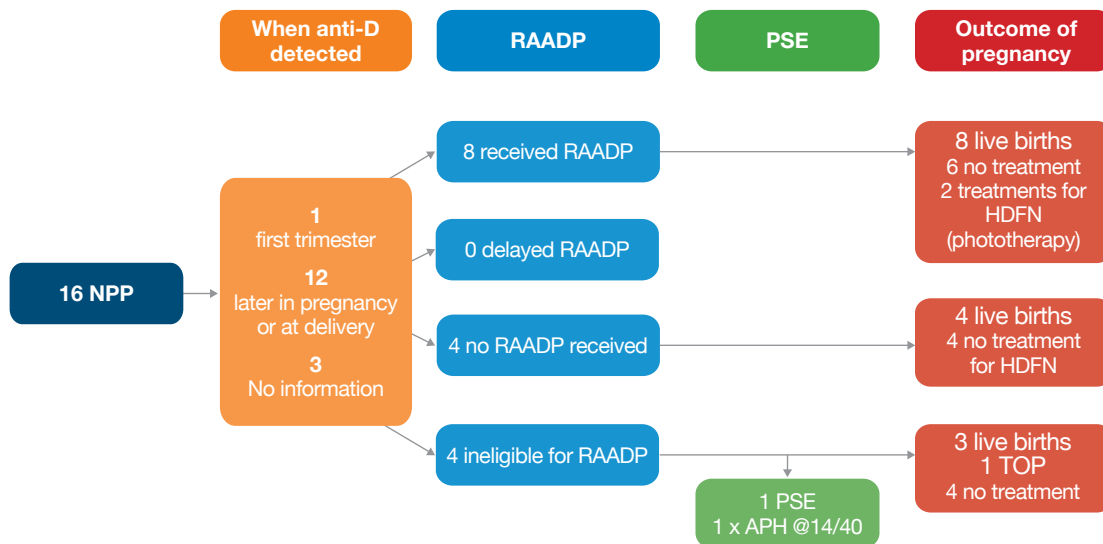 When anti-D
detected
RAADP
PSE
Outcome of
pregnancy
16 NPP
1
first trimester
12
later in pregnancy
or at delivery
3
No information
8 received RAADP
0 delayed RAADP
4 no RAADP received
4 ineligible for RAADP
1 PSE
1 x APH @14/40
8 live births
6 no treatment
2 treatments for
HDFN
(phototherapy)
4 live births
4 no treatment
for HDFN
3 live births
1 TOP
4 no treatment